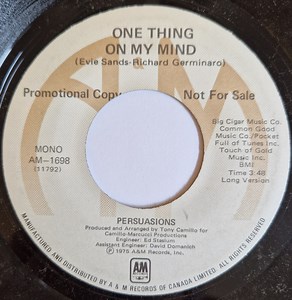 ONE THING
ON MY MIND
(Evie Sands-Richard Germinaro)
Promotional Copy Not For Sale
MONO
AM-1698
(11792)
Big Cigar Music Co.
Common Good
Music Co./Pocket
Full of Tunes Inc.
Touch of Gold
Music Inc.
BMI
Time 3:48
Long Version
PERSUASIONS
Produced and Arranged by Tony Camillo for
Camillo-Marcucci Productions
Engineer: Ed Stasium
Assistant Engineer: David Domanich
℗ 1975 A&M Records, Inc.
A&M
RECORDS
MANUFACTURED AND DISTRIBUTED BY A & M RECORDS OF CANADA LIMITED. ALL RIGHTS RESERVED